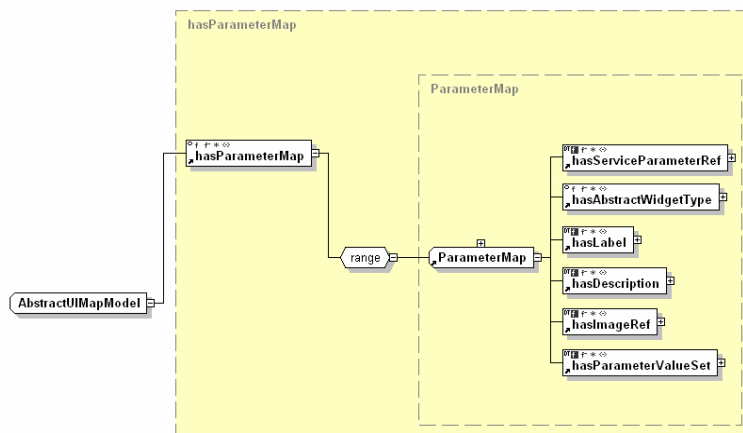 hasParameterMap
ParameterMap
hasParameterMap
hasServiceParameterRef
hasAbstractWidgetType
hasLabel
range
ParameterMap
hasDescription
AbstractUIMapModel
hasImageRef
hasParameterValueSet